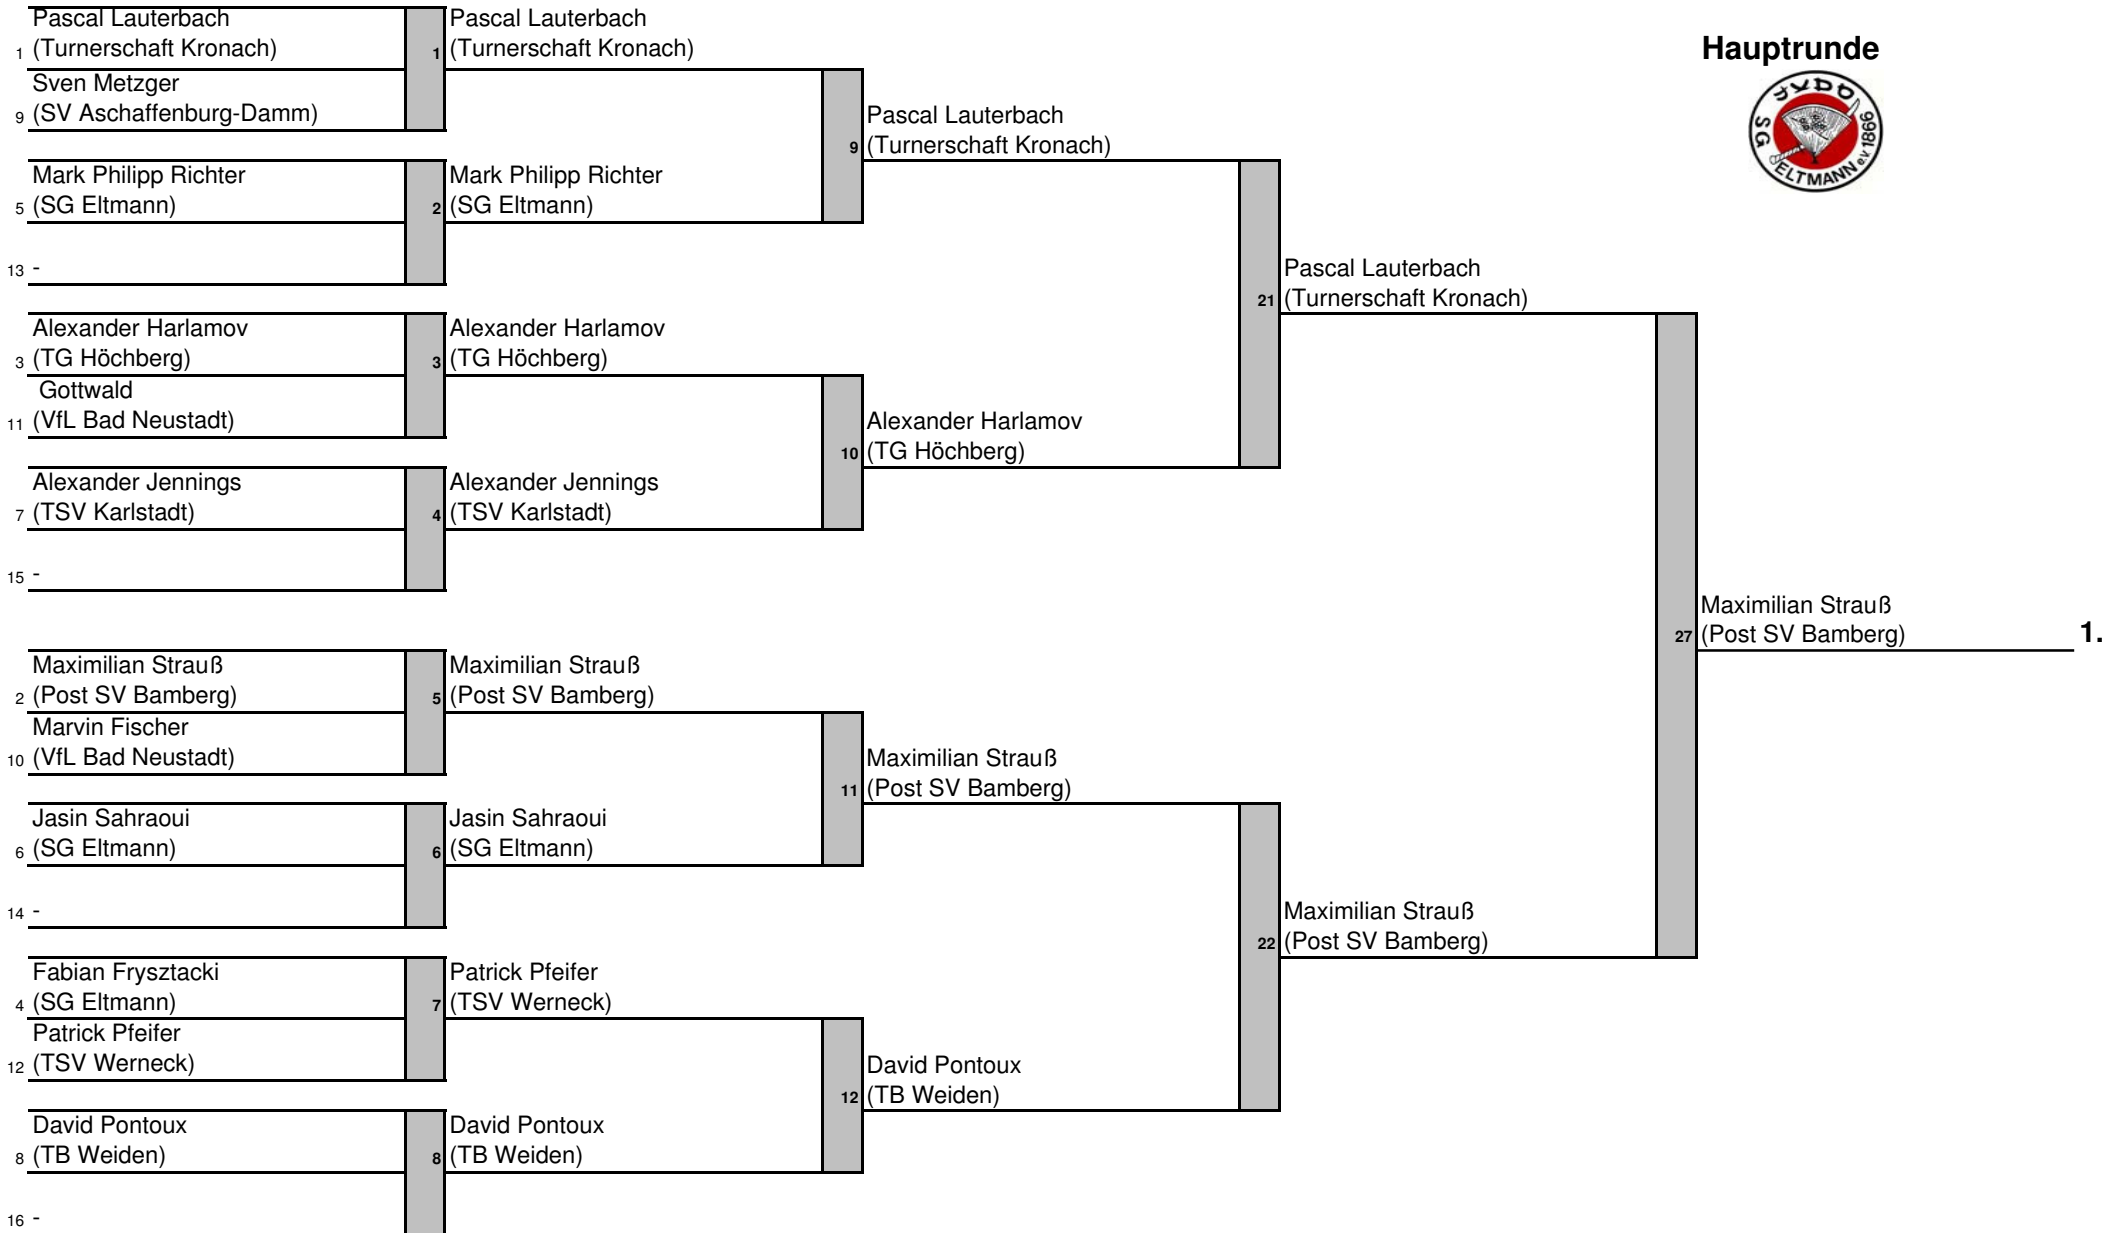 Hauptrunde
JUDO
SG ELTMANN e.V. 1866
Pascal Lauterbach
1 (Turnerschaft Kronach)
Sven Metzger
9 (SV Aschaffenburg-Damm)
Mark Philipp Richter
5 (SG Eltmann)
13 -
Alexander Harlamov
3 (TG Höchberg)
Gottwald
11 (VfL Bad Neustadt)
Alexander Jennings
7 (TSV Karlstadt)
15 -
Maximilian Strauß
2 (Post SV Bamberg)
Marvin Fischer
10 (VfL Bad Neustadt)
Jasin Sahraoui
6 (SG Eltmann)
14 -
Fabian Frysztacki
4 (SG Eltmann)
Patrick Pfeifer
12 (TSV Werneck)
David Pontoux
8 (TB Weiden)
16 -
Pascal Lauterbach
1 (Turnerschaft Kronach)
Mark Philipp Richter
2 (SG Eltmann)
Alexander Harlamov
3 (TG Höchberg)
Alexander Jennings
4 (TSV Karlstadt)
Maximilian Strauß
5 (Post SV Bamberg)
Jasin Sahraoui
6 (SG Eltmann)
Patrick Pfeifer
7 (TSV Werneck)
David Pontoux
8 (TB Weiden)
Pascal Lauterbach
9 (Turnerschaft Kronach)
Alexander Harlamov
10 (TG Höchberg)
Maximilian Strauß
11 (Post SV Bamberg)
David Pontoux
12 (TB Weiden)
Pascal Lauterbach
21 (Turnerschaft Kronach)
Maximilian Strauß
22 (Post SV Bamberg)
Maximilian Strauß
27 (Post SV Bamberg) 1.